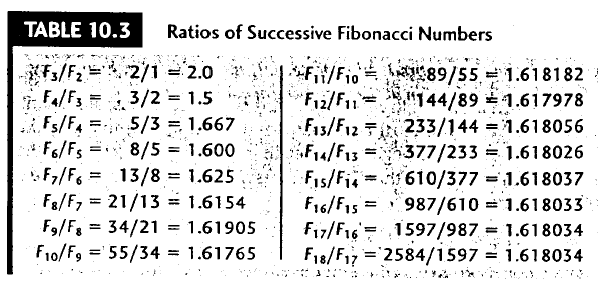 TABLE 10.3 Ratios of Successive Fibonacci Numbers
F₃/F₂ = 2/1 = 2.0
F₄/F₃ = 3/2 = 1.5
F₅/F₄ = 5/3 = 1.667
F₆/F₅ = 8/5 = 1.600
F₇/F₆ = 13/8 = 1.625
F₈/F₇ = 21/13 = 1.6154
F₉/F₈ = 34/21 = 1.61905
F₁₀/F₉ = 55/34 = 1.61765
F₁₁/F₁₀ = 89/55 = 1.618182
F₁₂/F₁₁ = 144/89 = 1.617978
F₁₃/F₁₂ = 233/144 = 1.618056
F₁₄/F₁₃ = 377/233 = 1.618026
F₁₅/F₁₄ = 610/377 = 1.618037
F₁₆/F₁₅ = 987/610 = 1.618033
F₁₇/F₁₆ = 1597/987 = 1.618034
F₁₈/F₁₇ = 2584/1597 = 1.618034